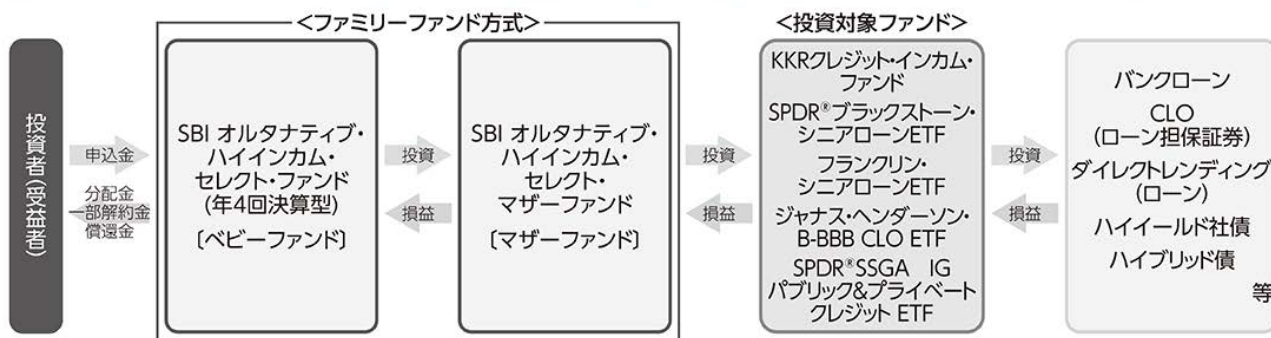 <ファミリーファンド方式>
<投資対象ファンド>
投資者(受益者)
申込金
分配金
一部解約金
償還金
SBI オルタナティブ・
ハイインカム・
セレクト・ファンド
(年4回決算型)
〔ベビーファンド〕
投資
損益
SBI オルタナティブ・
ハイインカム・
セレクト・
マザーファンド
〔マザーファンド〕
投資
損益
KKRクレジット・インカム・
ファンド
SPDR®ブラックストーン・
シニアローンETF
フランクリン・
シニアローンETF
ジャナス・ヘンダーソン・
B-BBB CLO ETF
SPDR®SSGA IG
パブリック&プライベート
クレジット ETF
投資
損益
バンクローン
CLO
(ローン担保証券)
ダイレクトレンディング
(ローン)
ハイイールド社債
ハイブリッド債
等